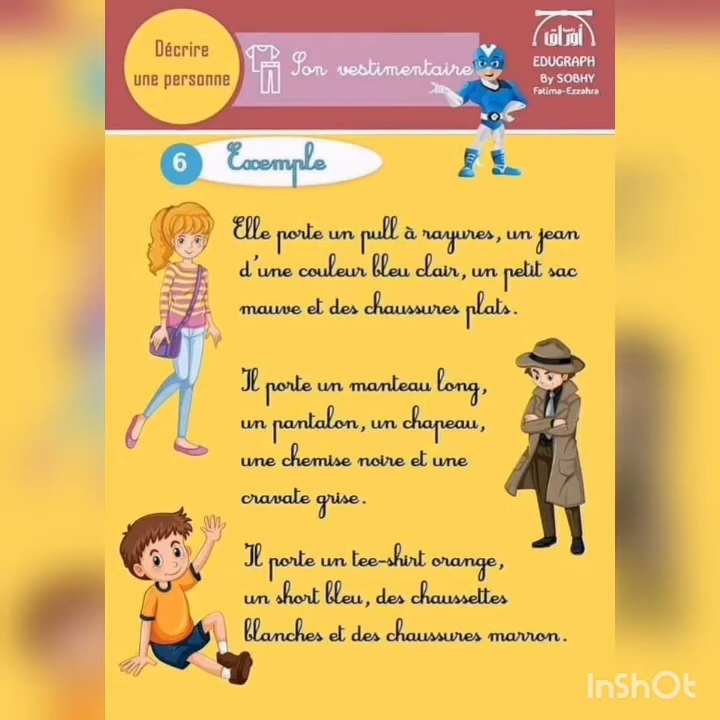 Décrire
une personne
Son vestimentaire
أوراق
EDUGRAPH
By SOBHY
Fatima-Ezzahra
6 Exemple
Elle porte un pull à rayures, un jean
d'une couleur bleu clair, un petit sac
mauve et des chaussures plats.
Il porte un manteau long,
un pantalon, un chapeau,
une chemise noire et une
cravate grise.
Il porte un tee-shirt orange,
un short bleu, des chaussettes
blanches et des chaussures marron.
InShOt